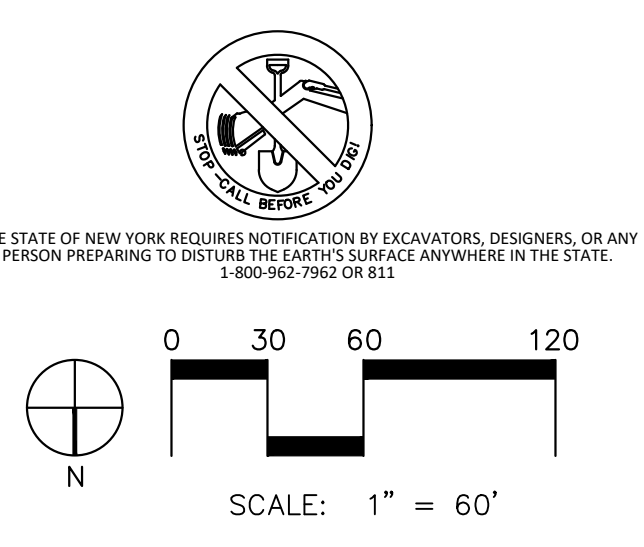 STOP - CALL BEFORE YOU DIG!
E STATE OF NEW YORK REQUIRES NOTIFICATION BY EXCAVATORS, DESIGNERS, OR ANY
PERSON PREPARING TO DISTURB THE EARTH'S SURFACE ANYWHERE IN THE STATE.
1-800-962-7962 OR 811
0 30 60 120
N
SCALE: 1" = 60'